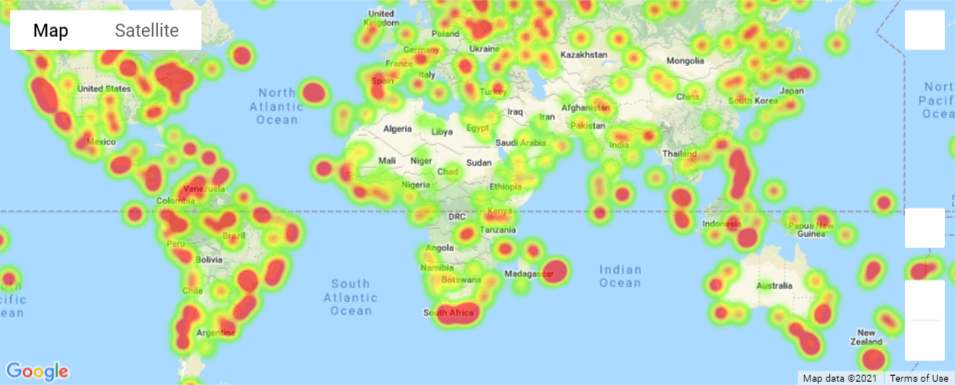 Map
Satellite
United
Kingdom
Poland
Germany
Ukraine
Kazakhstan
France
Mongolia
Italy
Spain
Turkey
United States
North
Atlantic
Ocean
China
South Korea
Japan
North
Pacific
Ocean
Afghanistan
Iraq
Iran
Pakistan
Algeria
Libya
Egypt
Saudi Arabia
India
Mexico
Mali
Niger
Sudan
Chad
Thailand
Nigeria
Ethiopia
Venezuela
Colombia
DRC
Kenya
Indonesia
Papua New
Guinea
Tanzania
Brazil
Peru
Angola
Bolivia
Namibia
Botswana
Madagascar
Indian
Ocean
South
Atlantic
Ocean
Chile
Australia
South Africa
Argentina
New
Zealand
Google
Map data ©2021
Terms of Use